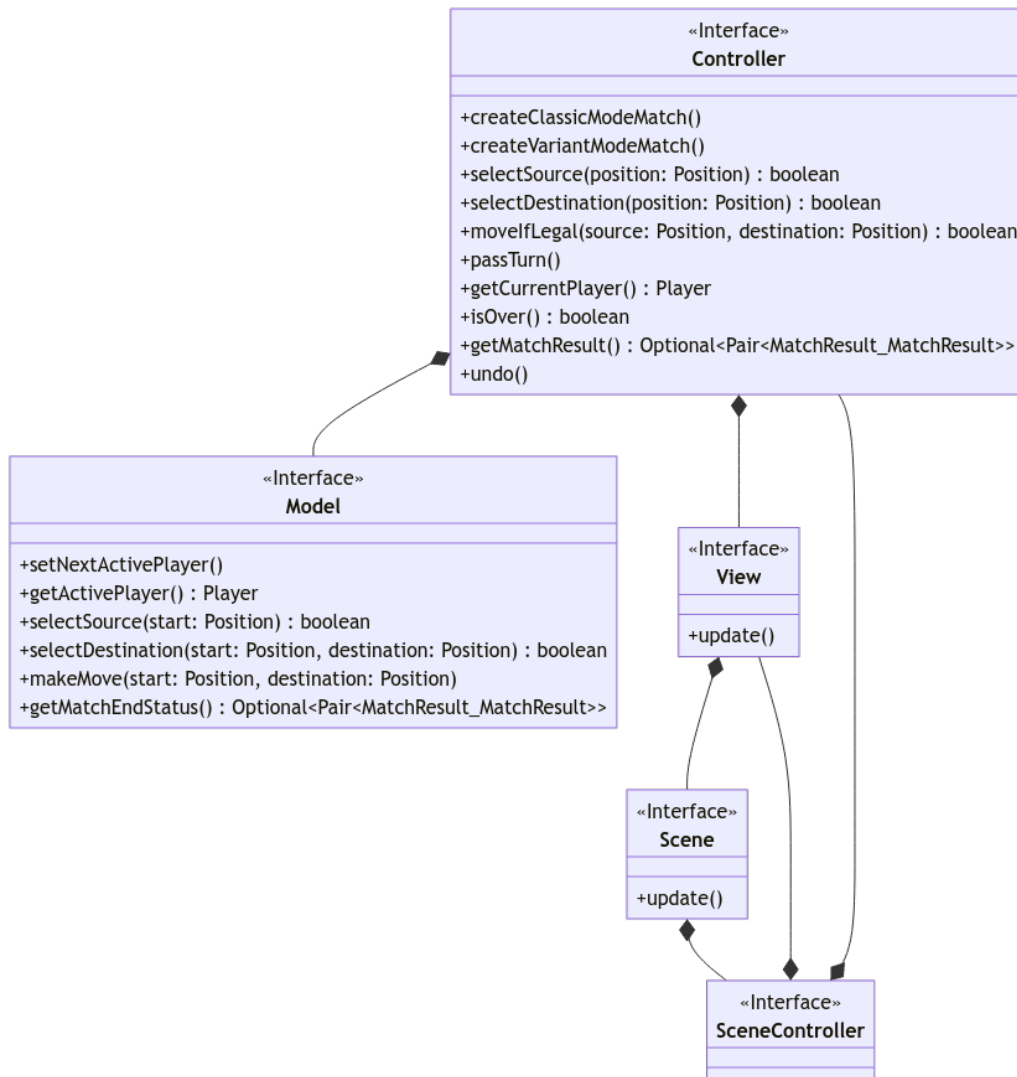 «Interface»
Controller
+createClassicModeMatch()
+createVariantModeMatch()
+selectSource(position: Position) : boolean
+selectDestination(position: Position) : boolean
+moveIfLegal(source: Position, destination: Position) : boolean
+passTurn()
+getCurrentPlayer() : Player
+isOver() : boolean
+getMatchResult() : Optional<Pair<MatchResult_MatchResult>>
+undo()
«Interface»
Model
+setNextActivePlayer()
+getActivePlayer() : Player
+selectSource(start: Position) : boolean
+selectDestination(start: Position, destination: Position) : boolean
+makeMove(start: Position, destination: Position)
+getMatchEndStatus() : Optional<Pair<MatchResult_MatchResult>>
«Interface»
View
+update()
«Interface»
Scene
+update()
«Interface»
SceneController